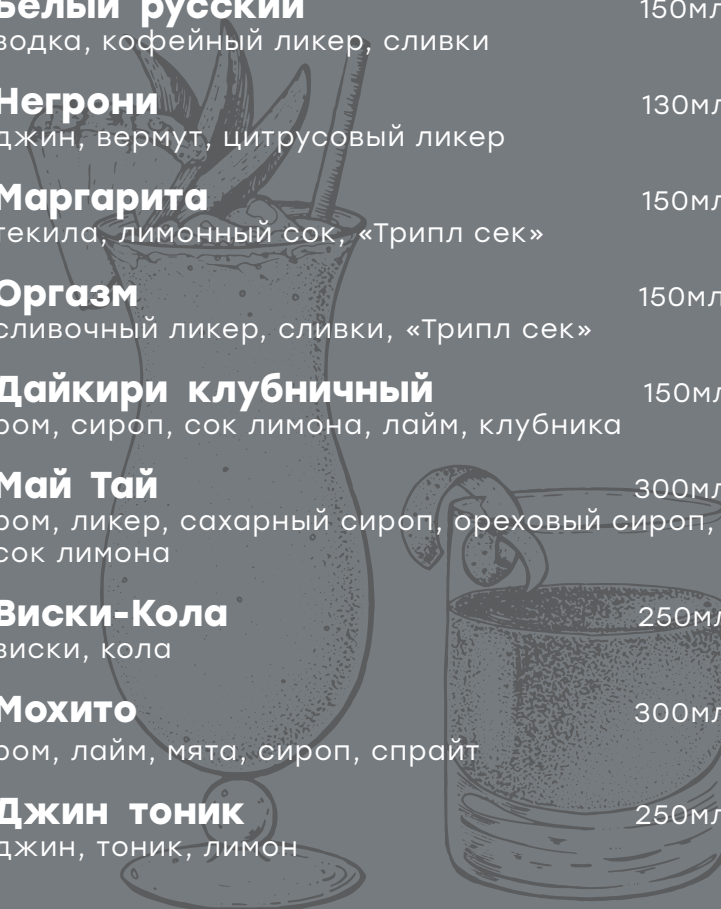 Белый русский 150мл
водка, кофейный ликер, сливки
Негрони 130мл
джин, вермут, цитрусовый ликер
Маргарита 150мл
текила, лимонный сок, «Трипл сек»
Оргазм 150мл
сливочный ликер, сливки, «Трипл сек»
Дайкири клубничный 150мл
ром, сироп, сок лимона, лайм, клубника
Май Тай 300мл
ром, ликер, сахарный сироп, ореховый сироп,
сок лимона
Виски-Кола 250мл
виски, кола
Мохито 300мл
ром, лайм, мята, сироп, спрайт
Джин тоник 250мл
джин, тоник, лимон